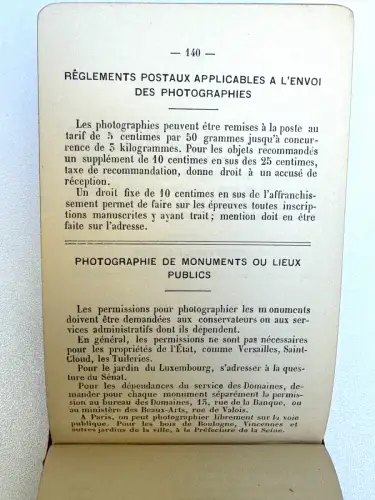 — 140 —
RÊGLEMENTS POSTAUX APPLICABLES A L'ENVOI
DES PHOTOGRAPHIES
Les photographies peuvent étre remises à la poste au
tarif de 5 centimes par 50 grammes jusqu'à concur-
rence de 3 kilogrammes. Pour les objets recommandés
un supplément de 10 centimes en sus des 25 centimes,
taxe de recommandation, donne droit à un accusé de
réception.
Un droit fixe de 10 centimes en sus de l'affranchis-
sement permet de faire sur les épreuves toutes inscrip-
tions manuscrites y ayant trait; mention doit en étre
faite sur l'adresse.
PHOTOGRAPHIE DE MONUMENTS OU LIEUX
PUBLICS
Les permissions pour photographier les monuments
doivent être demandées aux conservateurs ou aux ser-
vices administratifs dont ils dépendent.
En général, les permissions ne sont pas nécessaires
pour les propriétés de l'État, comme Versailles, Saint-
Cloud, les Tuileries.
Pour le jardin du Luxembourg, s'adresser à la ques-
ture du Sénat.
Pour les dépendances du service des Domaines, de-
mander pour chaque monument séparément la permis-
sion au bureau des Domaines, 13, rue de la Banque, ou
au ministère des Beaux-Arts, rue de Valois.
A Paris, on peut photographier librement sur la voie
publique. Pour les bois de Boulogne, Vincennes et
autres jardins de la ville, à la Préfecture de la Seine.